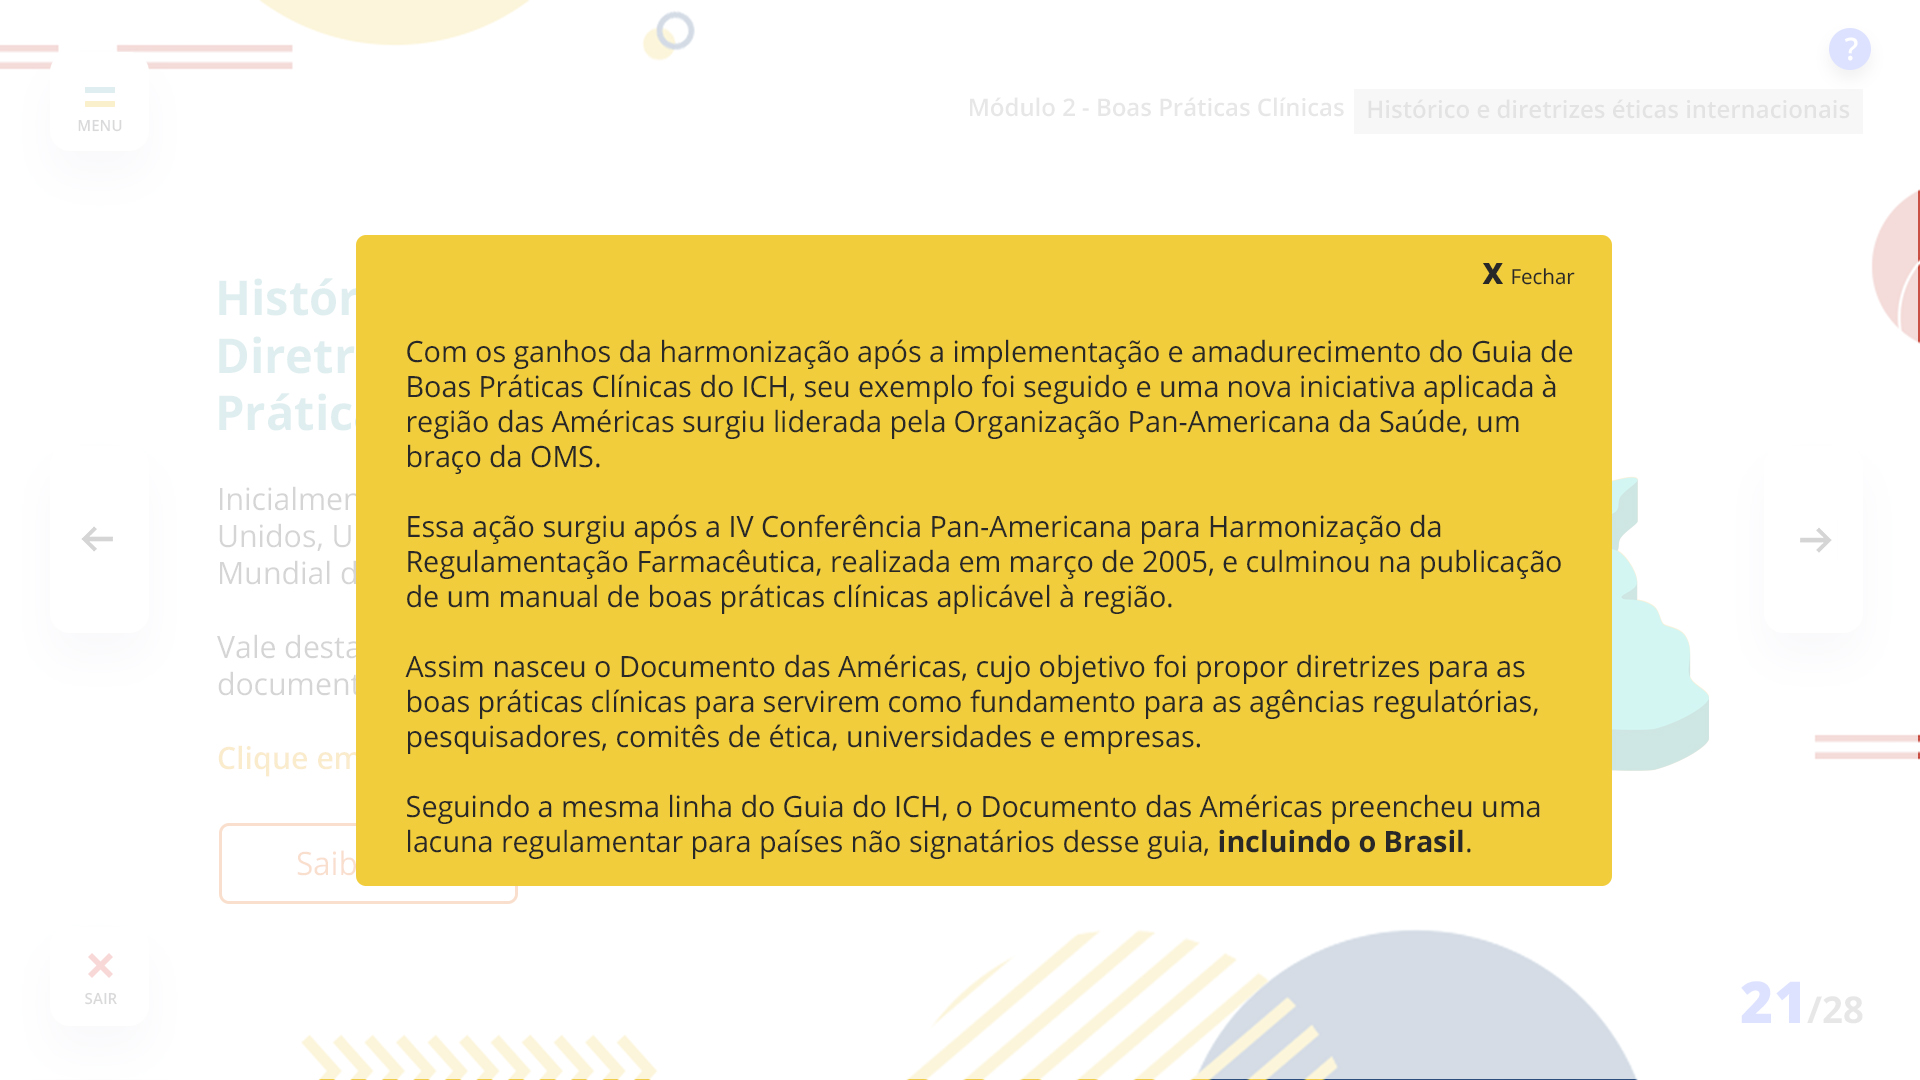 ?
MENU
Módulo 2 - Boas Práticas Clínicas
Histórico e diretrizes éticas internacionais
X Fechar
Com os ganhos da harmonização após a implementação e amadurecimento do Guia de
Boas Práticas Clínicas do ICH, seu exemplo foi seguido e uma nova iniciativa aplicada à
região das Américas surgiu liderada pela Organização Pan-Americana da Saúde, um
braço da OMS.
Essa ação surgiu após a IV Conferência Pan-Americana para Harmonização da
Regulamentação Farmacêutica, realizada em março de 2005, e culminou na publicação
de um manual de boas práticas clínicas aplicável à região.
Assim nasceu o Documento das Américas, cujo objetivo foi propor diretrizes para as
boas práticas clínicas para servirem como fundamento para as agências regulatórias,
pesquisadores, comitês de ética, universidades e empresas.
Seguindo a mesma linha do Guia do ICH, o Documento das Américas preencheu uma
lacuna regulamentar para países não signatários desse guia, incluindo o Brasil.
Histór
Diretr
Prátic
Inicialmen
Unidos, U
Mundial d
Vale desta
document
Clique em
Saib
SAIR
21/28